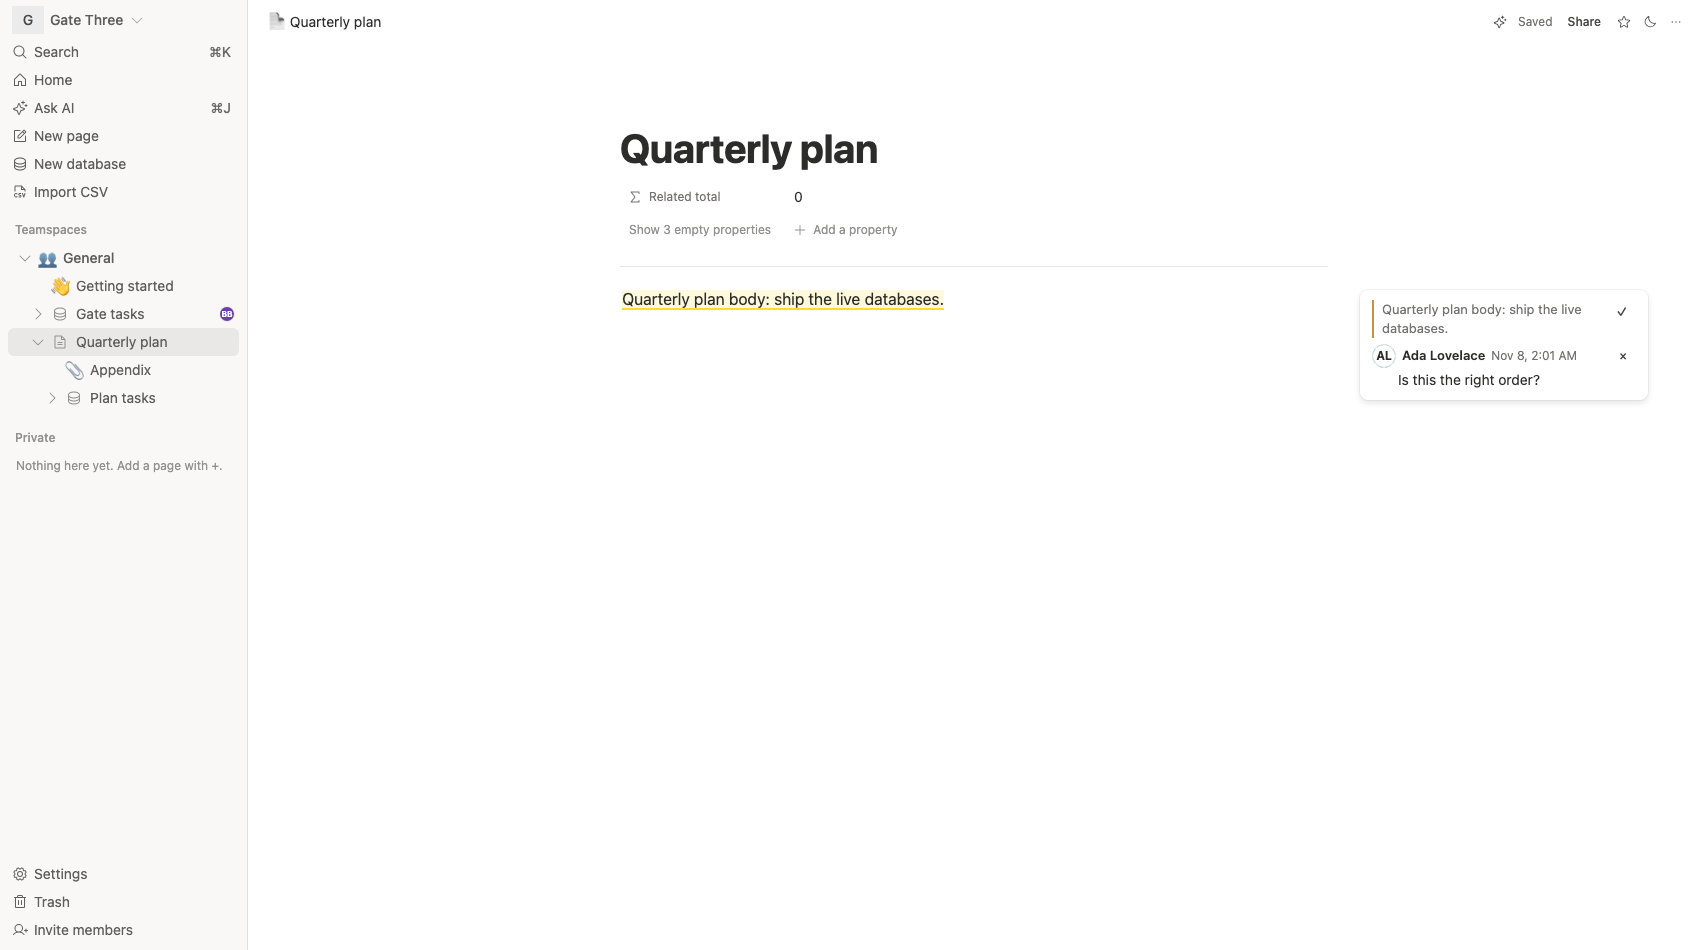 G Gate Three
Search ⌘K
Home
Ask AI ⌘J
New page
New database
Import CSV
Teamspaces
General
Getting started
Gate tasks BB
Quarterly plan
Appendix
Plan tasks
Private
Nothing here yet. Add a page with +.
Settings
Trash
Invite members
Quarterly plan
Saved Share
Quarterly plan
Related total 0
Show 3 empty properties + Add a property
Quarterly plan body: ship the live databases.
Quarterly plan body: ship the live
databases.
AL Ada Lovelace Nov 8, 2:01 AM
Is this the right order?